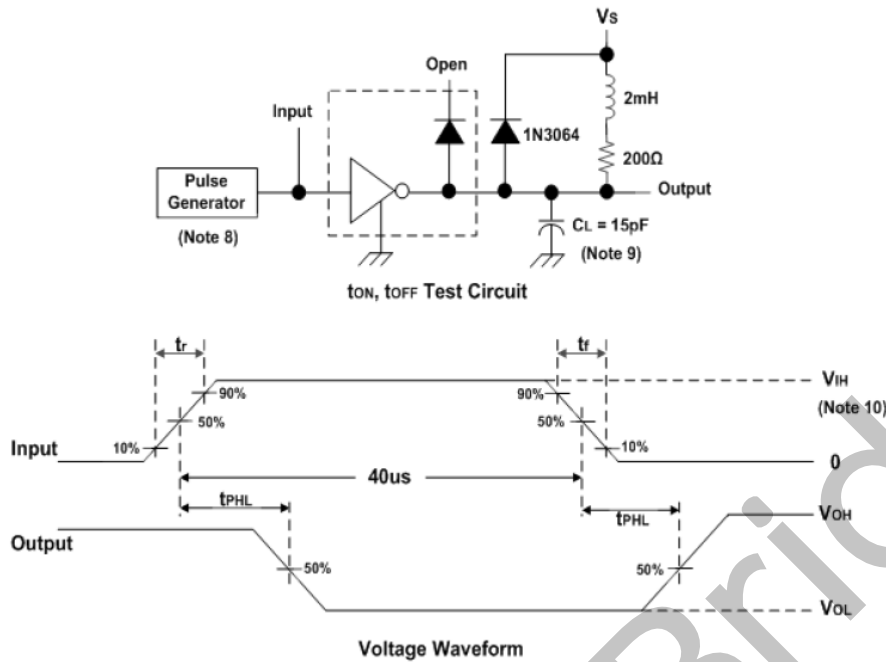 Vs
Open
2mH
Input
1N3064
200Ω
Pulse
Generator
Output
(Note 8)
CL = 15pF
(Note 9)
tON, tOFF Test Circuit
tr
tf
VIH
90%
90%
(Note 10)
50%
50%
10%
10%
Input
0
40us
tPHL
tPHL
VOH
Output
50%
50%
VOL
Voltage Waveform
Brid